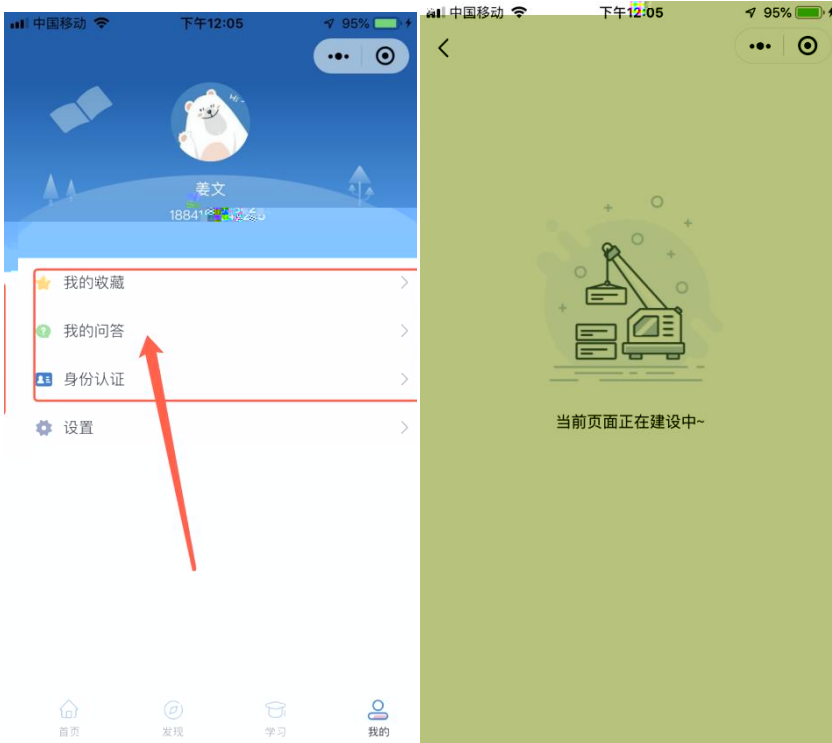 中国移动
下午12:05
95%
Hi~
姜文
我的收藏
我的问答
身份认证
设置
首页
发现
学习
我的
中国移动
下午12:05
95%
当前页面正在建设中~